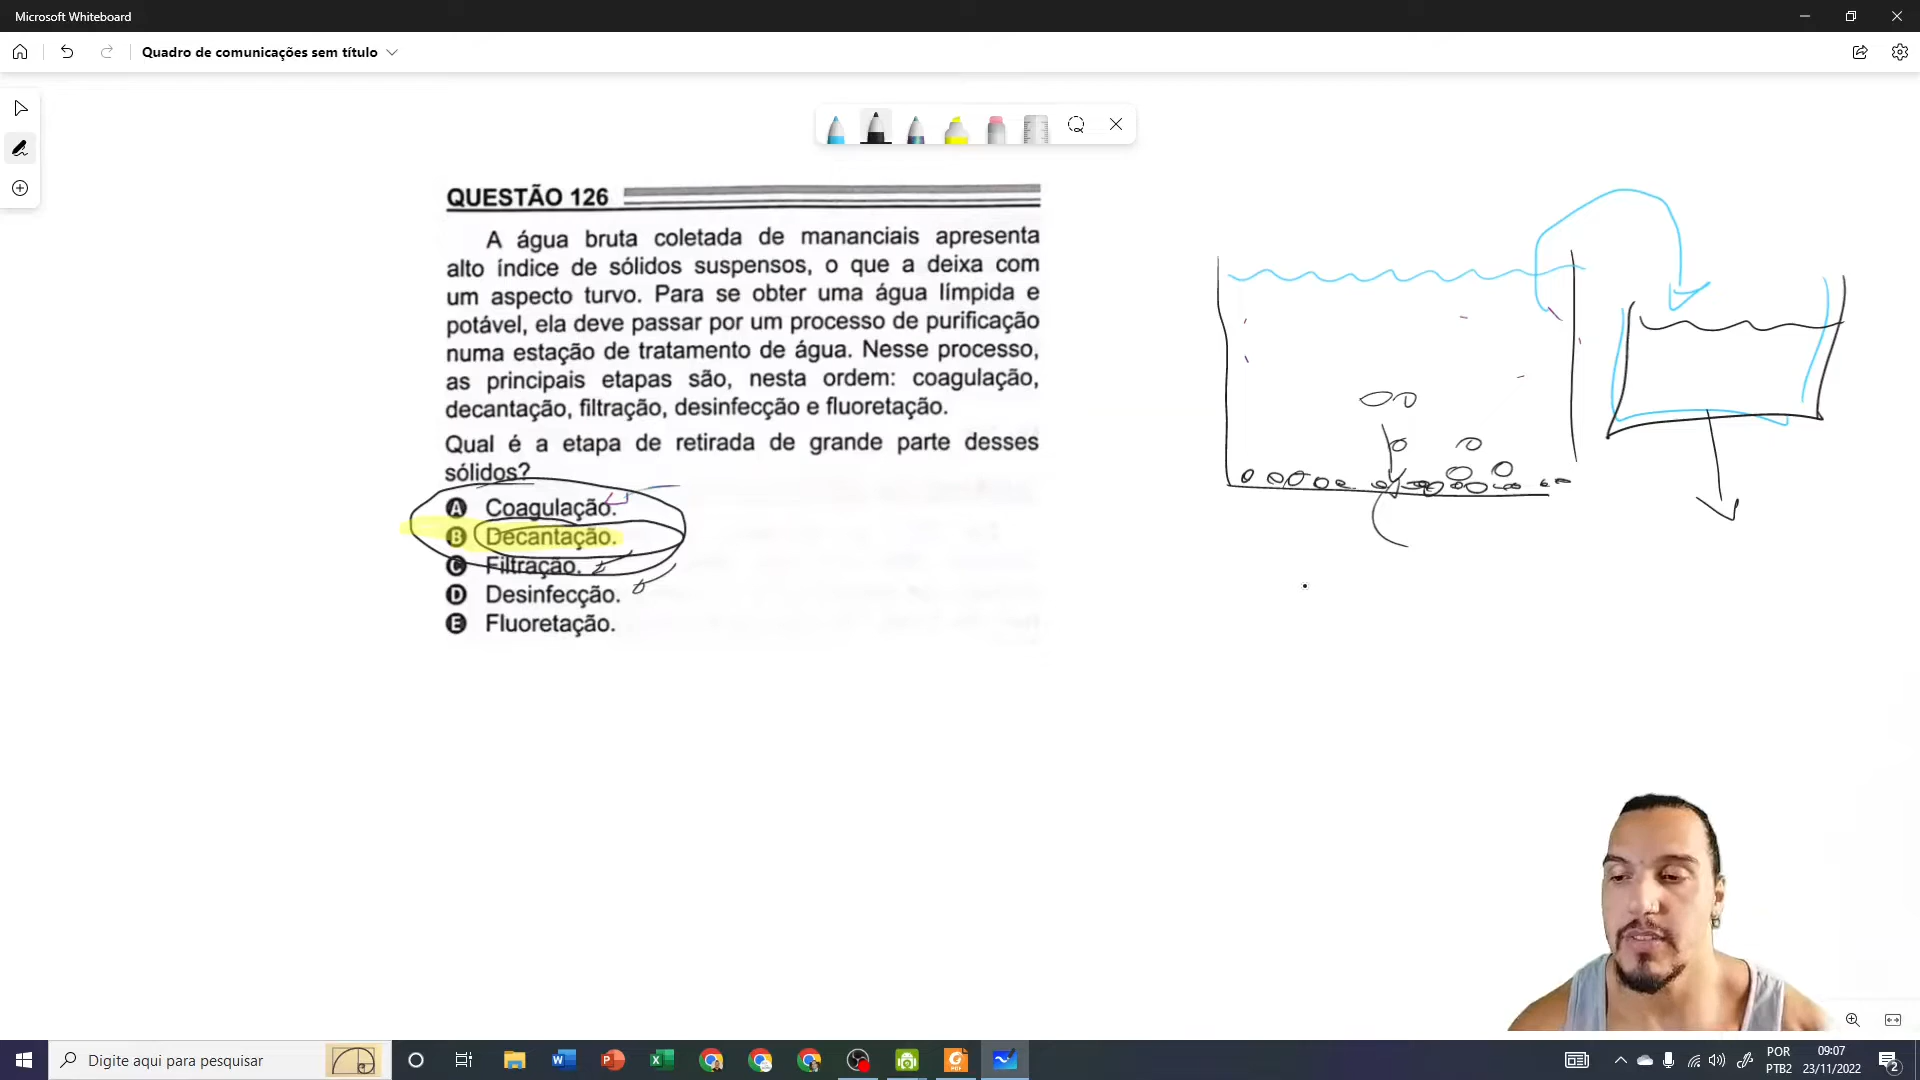 Microsoft Whiteboard
Quadro de comunicações sem título
QUESTÃO 126
A água bruta coletada de mananciais apresenta
alto índice de sólidos suspensos, o que a deixa com
um aspecto turvo. Para se obter uma água límpida e
potável, ela deve passar por um processo de purificação
numa estação de tratamento de água. Nesse processo,
as principais etapas são, nesta ordem: coagulação,
decantação, filtração, desinfecção e fluoretação.
Qual é a etapa de retirada de grande parte desses
sólidos?
A Coagulação.
B Decantação.
C Filtração.
D Desinfecção.
E Fluoretação.
Digite aqui para pesquisar
POR
PTB2
09:07
23/11/2022
2